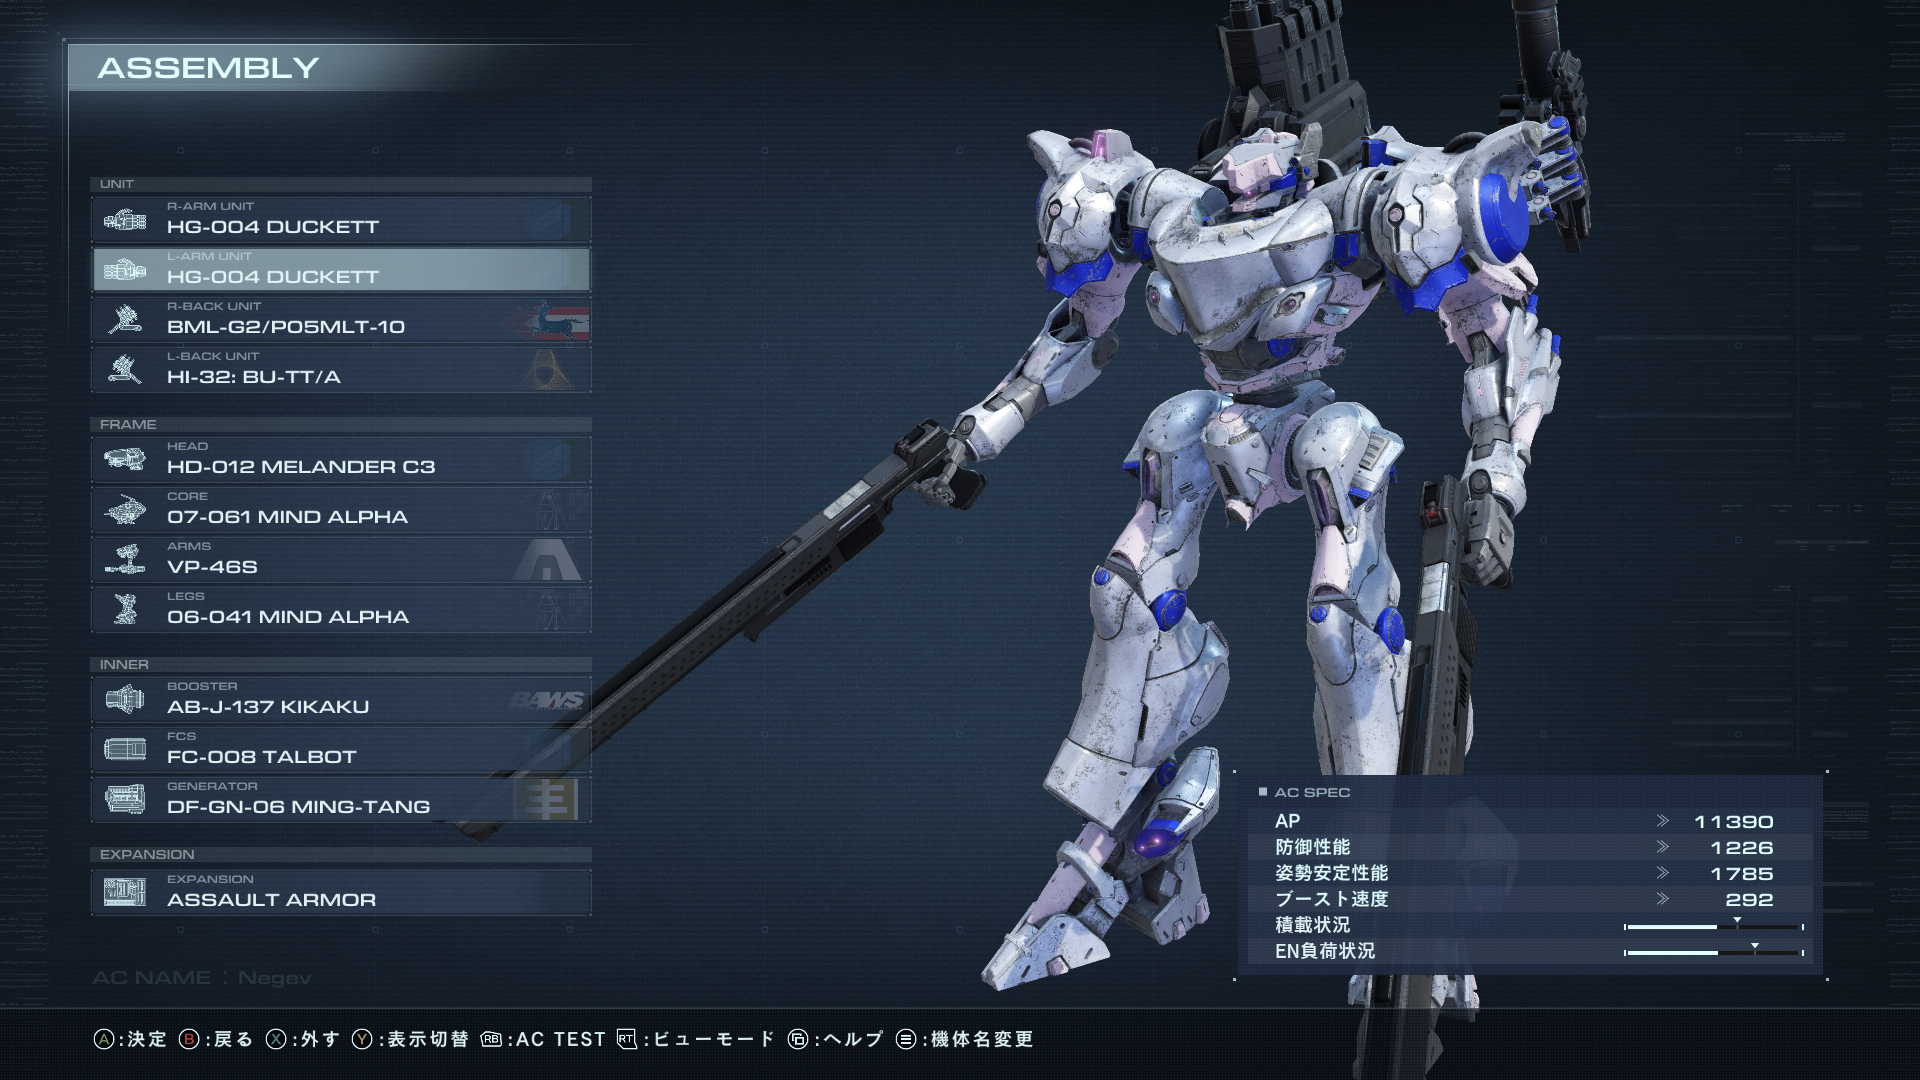 ASSEMBLY
UNIT
R-ARM UNIT
HG-004 DUCKETT
L-ARM UNIT
HG-004 DUCKETT
R-BACK UNIT
BML-G2/P05MLT-10
L-BACK UNIT
HI-32: BU-TT/A
FRAME
HEAD
HD-012 MELANDER C3
CORE
07-061 MIND ALPHA
ARMS
VP-46S
LEGS
06-041 MIND ALPHA
INNER
BOOSTER
AB-J-137 KIKAKU
BAWS
FCS
FC-008 TALBOT
GENERATOR
DF-GN-06 MING-TANG
EXPANSION
EXPANSION
ASSAULT ARMOR
AC NAME : Negev
AC SPEC
AP 11390
防御性能 1226
姿勢安定性能 1785
ブースト速度 292
積載状況
EN負荷状況
A:決定 B:戻る X:外す Y:表示切替 RB:AC TEST RT:ビューモード :ヘルプ :機体名変更